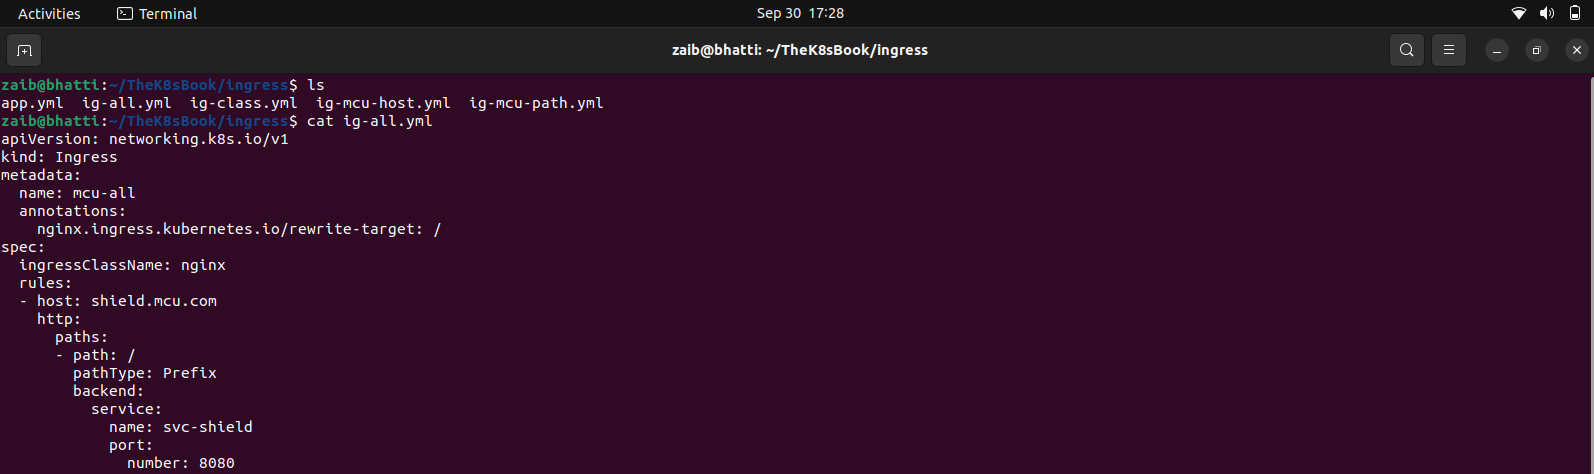 Activities Terminal Sep 30 17:28
zaib@bhatti: ~/TheK8sBook/ingress
zaib@bhatti:~/TheK8sBook/ingress$ ls
app.yml  ig-all.yml  ig-class.yml  ig-mcu-host.yml  ig-mcu-path.yml
zaib@bhatti:~/TheK8sBook/ingress$ cat ig-all.yml
apiVersion: networking.k8s.io/v1
kind: Ingress
metadata:
  name: mcu-all
  annotations:
    nginx.ingress.kubernetes.io/rewrite-target: /
spec:
  ingressClassName: nginx
  rules:
  - host: shield.mcu.com
    http:
      paths:
      - path: /
        pathType: Prefix
        backend:
          service:
            name: svc-shield
            port:
              number: 8080